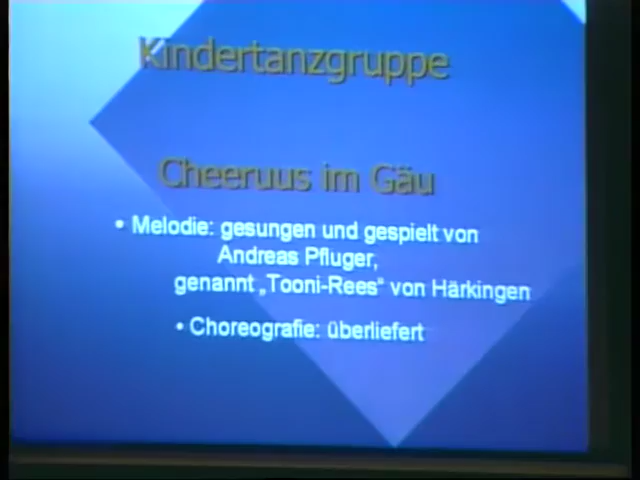 Kindertanzgruppe
Cheeruus im Gäu
• Melodie: gesungen und gespielt von
Andreas Pfluger,
genannt „Tooni-Rees“ von Härkingen
• Choreografie: überliefert